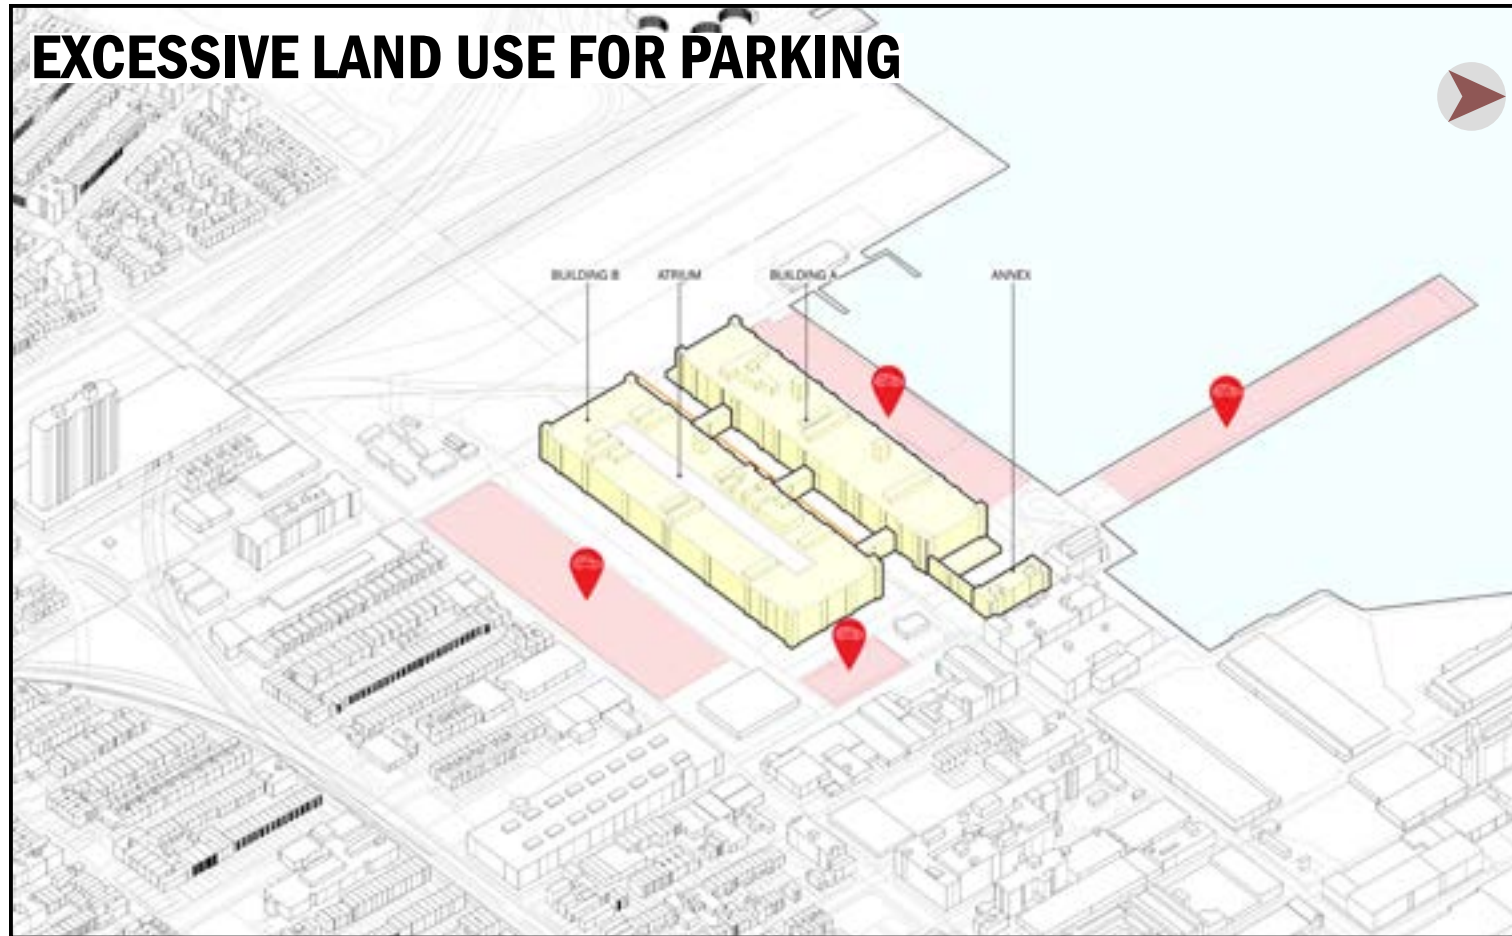 EXCESSIVE LAND USE FOR PARKING
BUILDING B
ATRIUM
BUILDING A
ANNEX